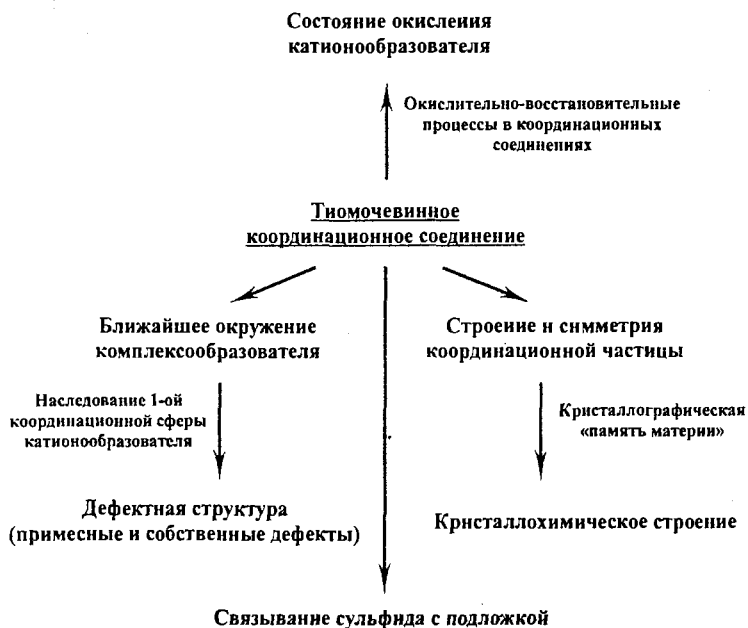 Состояние окисления
катионообразователя
Окислительно-восстановительные
процессы в координационных
соединениях
Тиомочевинное
координационное соединение
Ближайшее окружение
комплексообразователя
Строение и симметрия
координационной частицы
Наследование 1-ой
координационной сферы
катионообразователя
Кристаллографическая
«память материи»
Дефектная структура
(примесные и собственные дефекты)
Кристаллохимическое строение
Связывание сульфида с подложкой